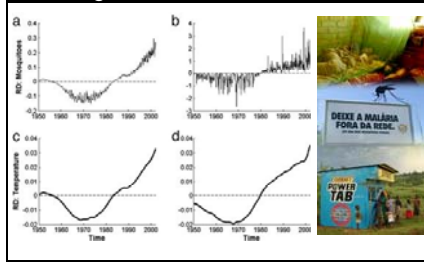 a
b
RD: Mosquitoes
0.4
0.3
0.2
0.1
0
-0.1
-0.2
1950 1960 1970 1980 1990 2000
4
3
2
1
0
-1
-2
-3
1950 1960 1970 1980 1990 2000
c
d
RD: Temperature
0.04
0.03
0.02
0.01
0
-0.01
-0.02
1950 1960 1970 1980 1990 2000
Time
0.04
0.03
0.02
0.01
0
-0.01
-0.02
1950 1960 1970 1980 1990 2000
Time
DEIXE A MALÁRIA
FORA DA REDE.
POWER
TAB